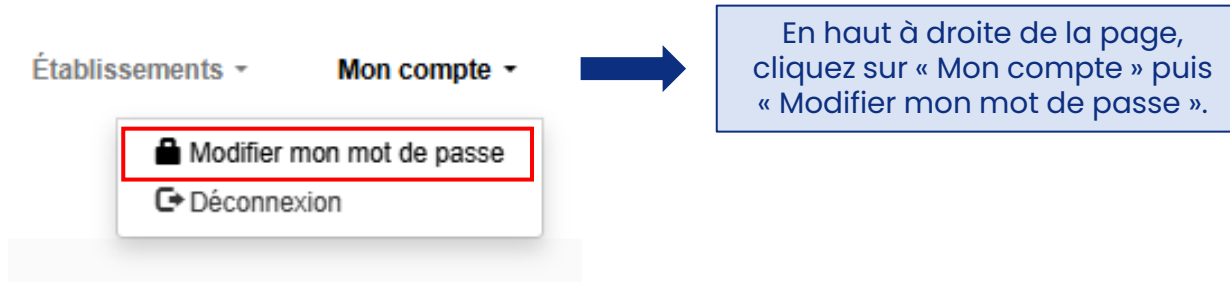 Établissements
Mon compte
Modifier mon mot de passe
Déconnexion
En haut à droite de la page,
cliquez sur « Mon compte » puis
« Modifier mon mot de passe ».